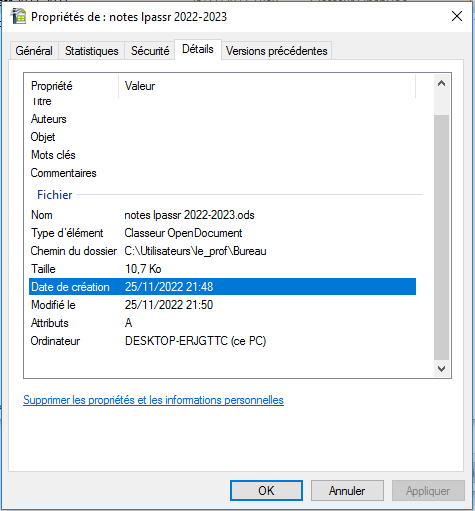 Propriétés de : notes lpassr 2022-2023
Général Statistiques Sécurité Détails Versions précédentes
Propriété Valeur
Titre
Auteurs
Objet
Mots clés
Commentaires
Fichier
Nom notes lpassr 2022-2023.ods
Type d'élément Classeur OpenDocument
Chemin du dossier C:\Utilisateurs\le_prof\Bureau
Taille 10,7 Ko
Date de création 25/11/2022 21:48
Modifié le 25/11/2022 21:50
Attributs A
Ordinateur DESKTOP-ERJGTTC (ce PC)
Supprimer les propriétés et les informations personnelles
OK Annuler Appliquer